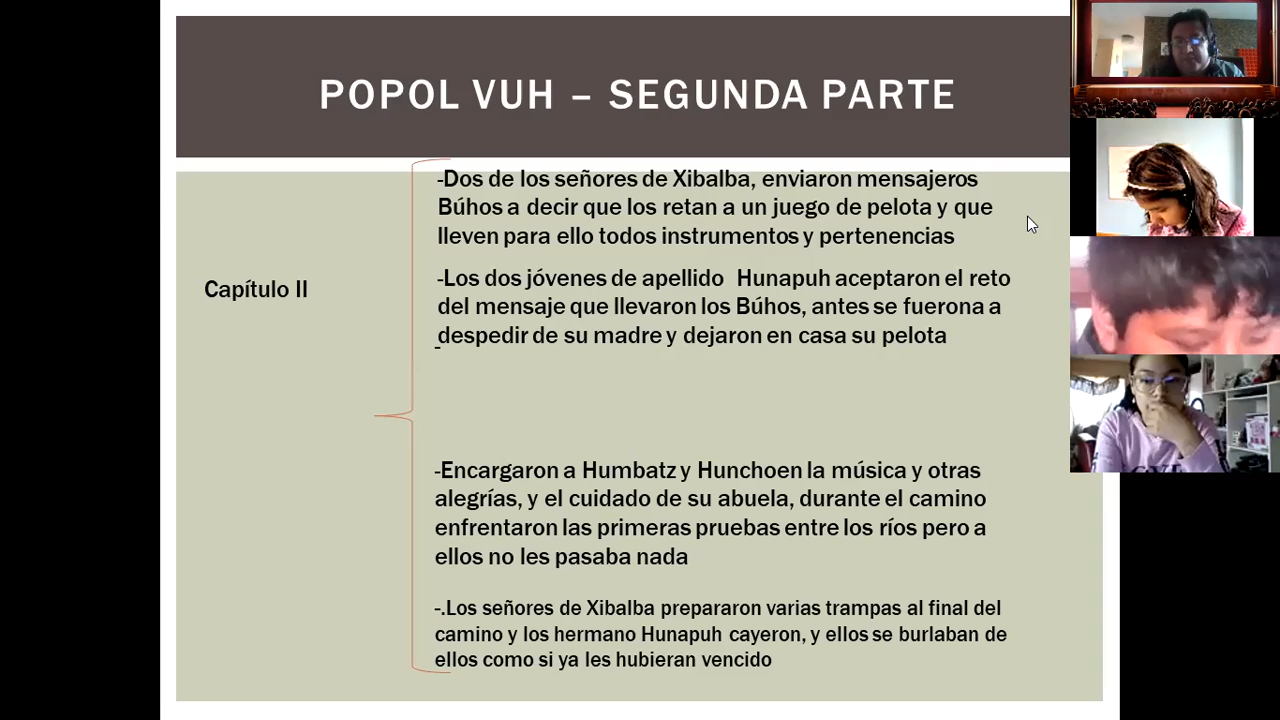 POPOL VUH – SEGUNDA PARTE
-Dos de los señores de Xibalba, enviaron mensajeros
Búhos a decir que los retan a un juego de pelota y que
lleven para ello todos instrumentos y pertenencias
Capítulo II
-Los dos jóvenes de apellido Hunapuh aceptaron el reto
del mensaje que llevaron los Búhos, antes se fuerona a
despedir de su madre y dejaron en casa su pelota
-
-Encargaron a Humbatz y Hunchoen la música y otras
alegrías, y el cuidado de su abuela, durante el camino
enfrentaron las primeras pruebas entre los ríos pero a
ellos no les pasaba nada
-.Los señores de Xibalba prepararon varias trampas al final del
camino y los hermano Hunapuh cayeron, y ellos se burlaban de
ellos como si ya les hubieran vencido